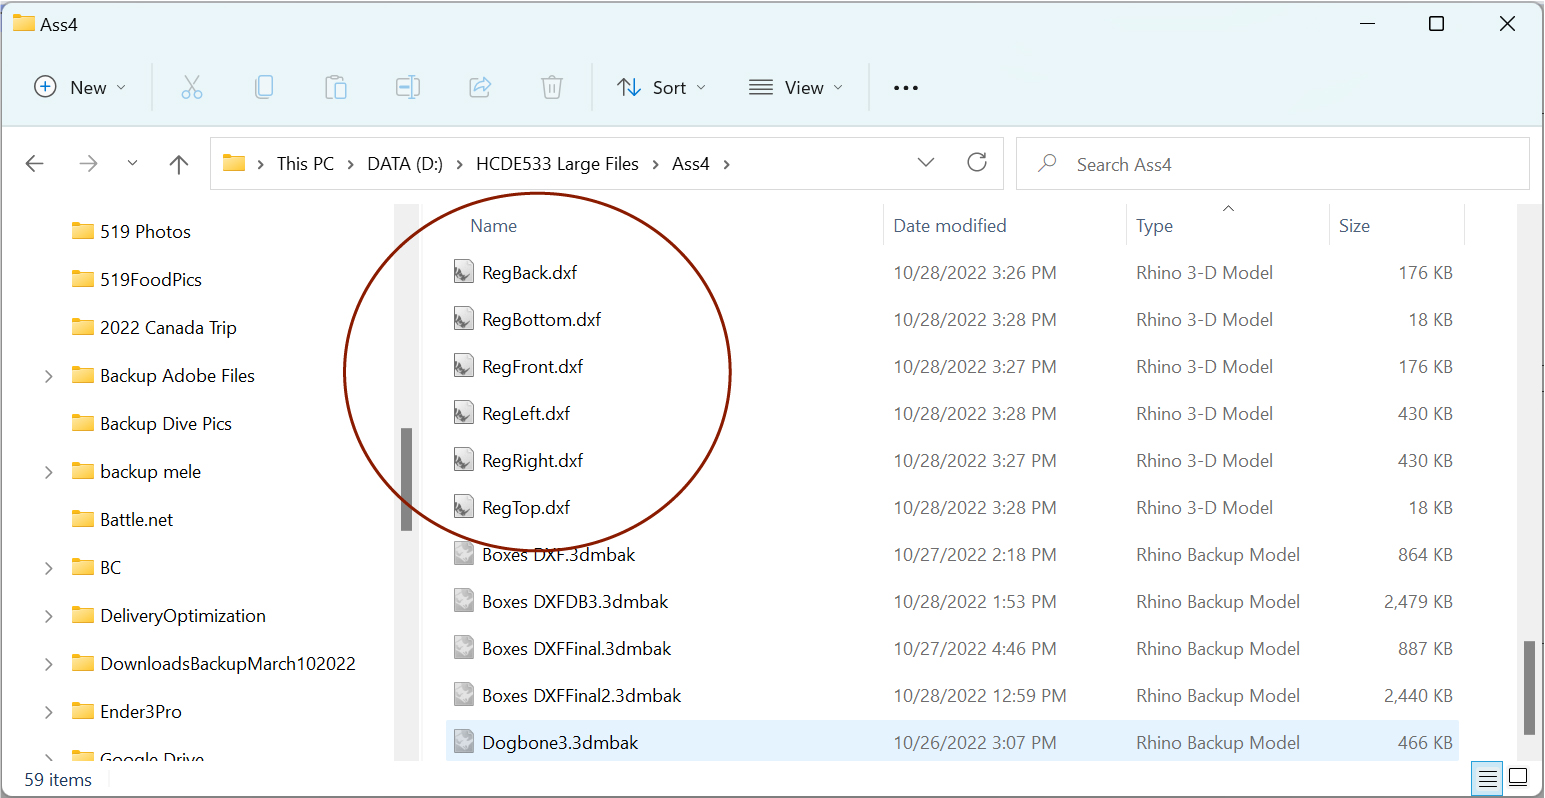 Ass4
New Sort View
This PC DATA (D:) HCDE533 Large Files Ass4 Search Ass4
519 Photos
519FoodPics
2022 Canada Trip
Backup Adobe Files
Backup Dive Pics
backup mele
Battle.net
BC
DeliveryOptimization
DownloadsBackupMarch102022
Ender3Pro
Google Drive
Name Date modified Type Size
RegBack.dxf 10/28/2022 3:26 PM Rhino 3-D Model 176 KB
RegBottom.dxf 10/28/2022 3:28 PM Rhino 3-D Model 18 KB
RegFront.dxf 10/28/2022 3:27 PM Rhino 3-D Model 176 KB
RegLeft.dxf 10/28/2022 3:28 PM Rhino 3-D Model 430 KB
RegRight.dxf 10/28/2022 3:27 PM Rhino 3-D Model 430 KB
RegTop.dxf 10/28/2022 3:28 PM Rhino 3-D Model 18 KB
Boxes DXF.3dmbak 10/27/2022 2:18 PM Rhino Backup Model 864 KB
Boxes DXFDB3.3dmbak 10/28/2022 1:53 PM Rhino Backup Model 2,479 KB
Boxes DXFFinal.3dmbak 10/27/2022 4:46 PM Rhino Backup Model 887 KB
Boxes DXFFinal2.3dmbak 10/28/2022 12:59 PM Rhino Backup Model 2,440 KB
Dogbone3.3dmbak 10/26/2022 3:07 PM Rhino Backup Model 466 KB
59 items